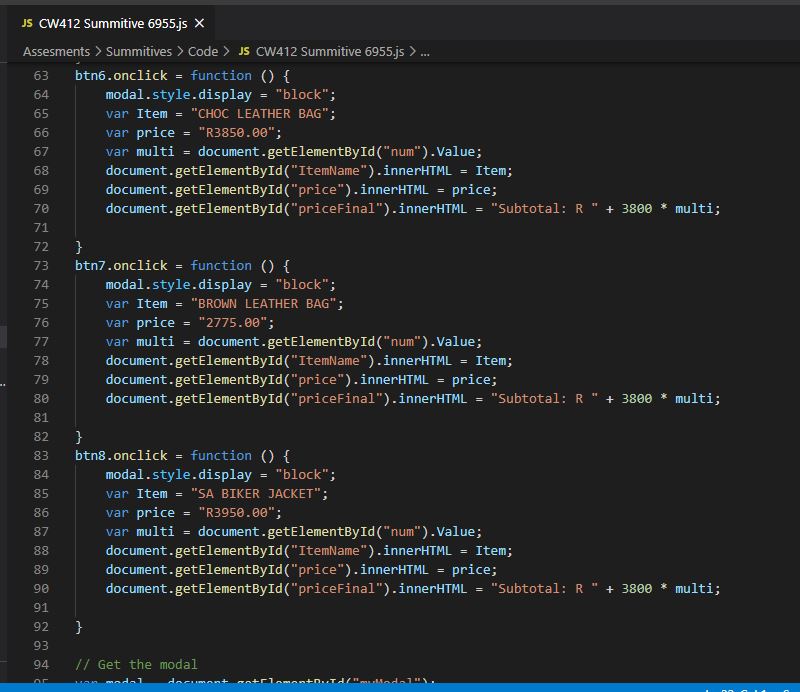 JS CW412 Summitive 6955.js ×
Assesments > Summitives > Code > JS CW412 Summitive 6955.js > ...
63 btn6.onclick = function () {
64 modal.style.display = "block";
65 var Item = "CHOC LEATHER BAG";
66 var price = "R3850.00";
67 var multi = document.getElementById("num").Value;
68 document.getElementById("ItemName").innerHTML = Item;
69 document.getElementById("price").innerHTML = price;
70 document.getElementById("priceFinal").innerHTML = "Subtotal: R " + 3800 * multi;
71
72 }
73 btn7.onclick = function () {
74 modal.style.display = "block";
75 var Item = "BROWN LEATHER BAG";
76 var price = "2775.00";
77 var multi = document.getElementById("num").Value;
78 document.getElementById("ItemName").innerHTML = Item;
79 document.getElementById("price").innerHTML = price;
80 document.getElementById("priceFinal").innerHTML = "Subtotal: R " + 3800 * multi;
81
82 }
83 btn8.onclick = function () {
84 modal.style.display = "block";
85 var Item = "SA BIKER JACKET";
86 var price = "R3950.00";
87 var multi = document.getElementById("num").Value;
88 document.getElementById("ItemName").innerHTML = Item;
89 document.getElementById("price").innerHTML = price;
90 document.getElementById("priceFinal").innerHTML = "Subtotal: R " + 3800 * multi;
91
92 }
93
94 // Get the modal
95 var modal = document.getElementById("myModal");